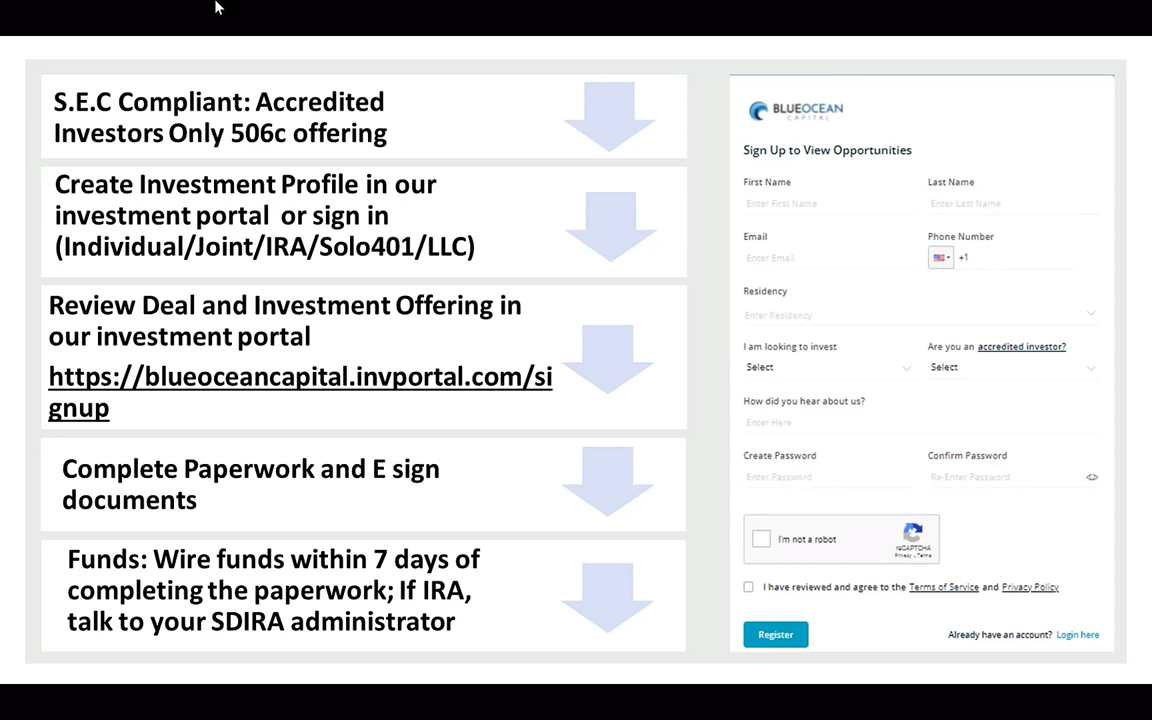 S.E.C Compliant: Accredited
Investors Only 506c offering
Create Investment Profile in our
investment portal or sign in
(Individual/Joint/IRA/Solo401/LLC)
Review Deal and Investment Offering in
our investment portal
https://blueoceancapital.invportal.com/si
gnup
Complete Paperwork and E sign
documents
Funds: Wire funds within 7 days of
completing the paperwork; If IRA,
talk to your SDIRA administrator
BLUEOCEAN
CAPITAL
Sign Up to View Opportunities
First Name Last Name
Enter First Name Enter Last Name
Email Phone Number
Enter Email +1
Residency
Enter Residency
I am looking to invest Are you an accredited investor?
Select Select
How did you hear about us?
Enter Here
Create Password Confirm Password
Enter Password Re-Enter Password
I'm not a robot
reCAPTCHA
Privacy - Terms
I have reviewed and agree to the Terms of Service and Privacy Policy
Register Already have an account? Login here